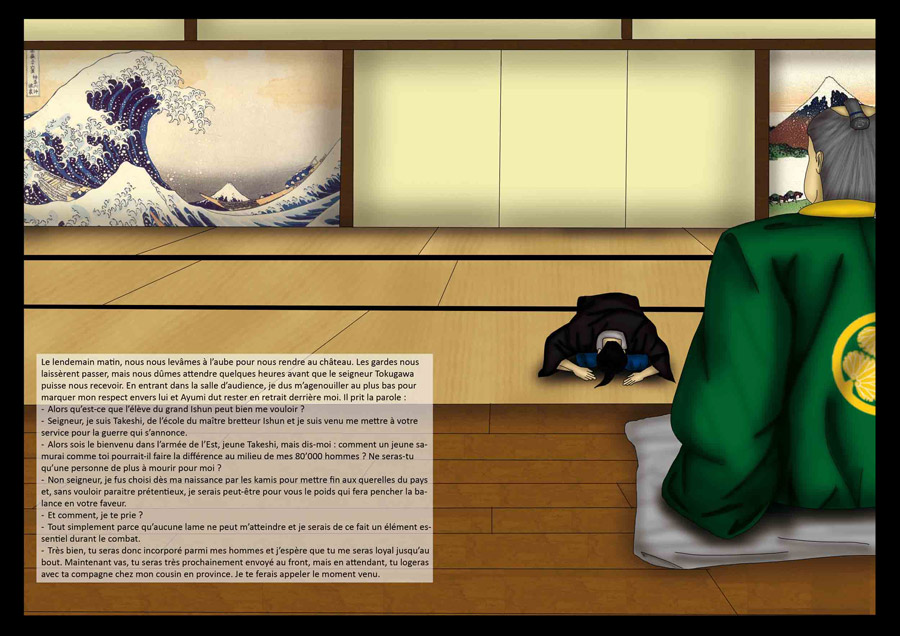 Le lendemain matin, nous nous levâmes à l'aube pour nous rendre au château. Les gardes nous
laissèrent passer, mais nous dûmes attendre quelques heures avant que le seigneur Tokugawa
puisse nous recevoir. En entrant dans la salle d'audience, je dus m'agenouiller au plus bas pour
marquer mon respect envers lui et Ayumi dut rester en retrait derrière moi. Il prit la parole :
- Alors qu'est-ce que l'élève du grand Ishun peut bien me vouloir ?
- Seigneur, je suis Takeshi, de l'école du maître bretteur Ishun et je suis venu me mettre à votre
service pour la guerre qui s'annonce.
- Alors sois le bienvenu dans l'armée de l'Est, jeune Takeshi, mais dis-moi : comment un jeune sa-
murai comme toi pourrait-il faire la différence au milieu de mes 80'000 hommes ? Ne seras-tu
qu'une personne de plus à mourir pour moi ?
- Non seigneur, je fus choisi dès ma naissance par les kamis pour mettre fin aux querelles du pays
et, sans vouloir paraitre prétentieux, je serais peut-être pour vous le poids qui fera pencher la ba-
lance en votre faveur.
- Et comment, je te prie ?
- Tout simplement parce qu'aucune lame ne peut m'atteindre et je serais de ce fait un élément es-
sentiel durant le combat.
- Très bien, tu seras donc incorporé parmi mes hommes et j'espère que tu me seras loyal jusqu'au
bout. Maintenant vas, tu seras très prochainement envoyé au front, mais en attendant, tu logeras
avec ta compagne chez mon cousin en province. Je te ferais appeler le moment venu.